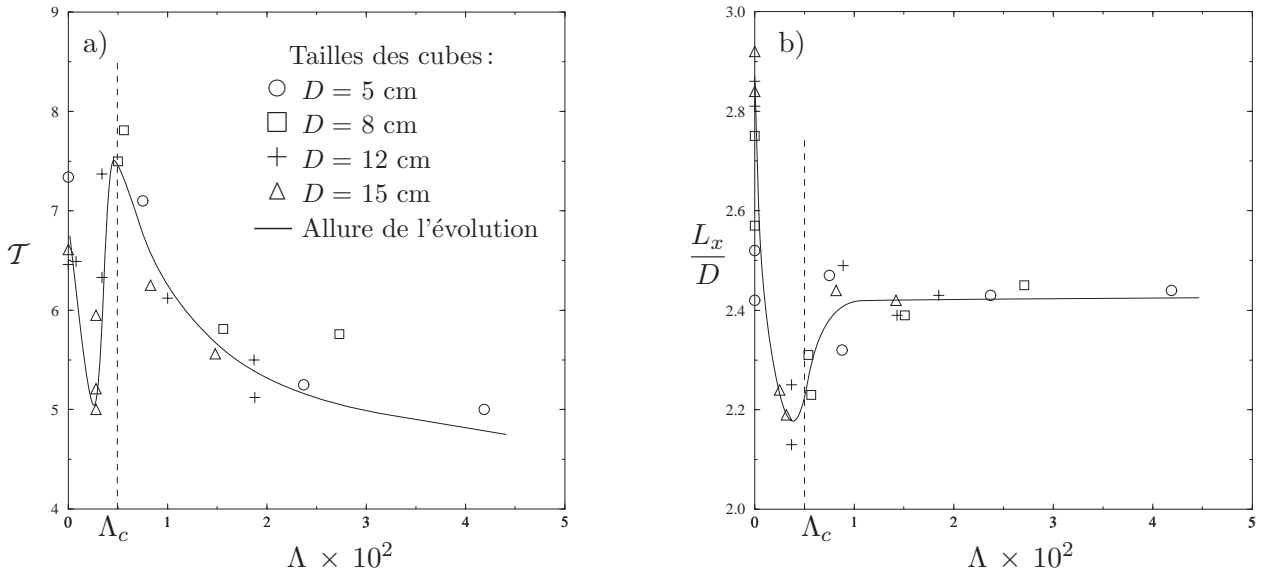 a)
Tailles des cubes :
D = 5 cm
D = 8 cm
D = 12 cm
D = 15 cm
Allure de l'évolution
9
8
7
6
5
4
𝒯
0 1 2 3 4 5
Λc
Λ × 10²
b)
3.0
2.8
2.6
2.4
2.2
2.0
Lx
D
0 1 2 3 4 5
Λc
Λ × 10²